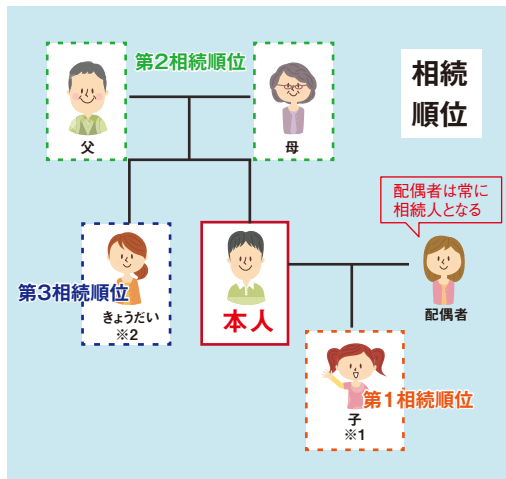 第2相続順位
相続
順位
父
母
配偶者は常に
相続人となる
第3相続順位
きょうだい
※2
本人
配偶者
第1相続順位
子
※1